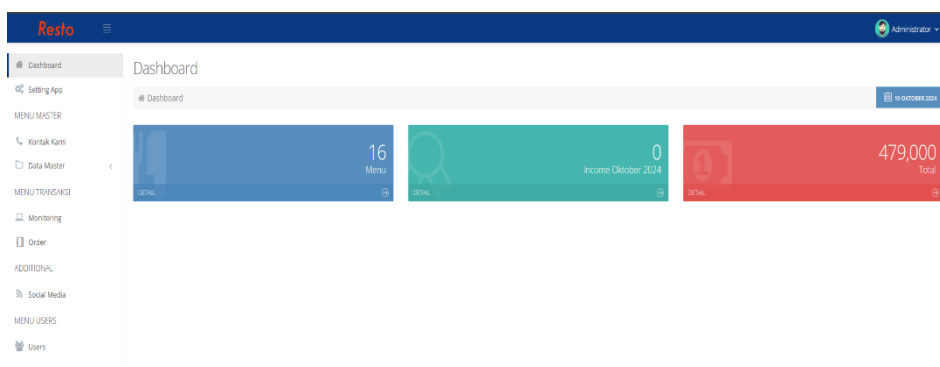 Resto
Administrator
Dashboard
Setting App
MENU MASTER
Kontak Kami
Data Master
MENU TRANSAKSI
Monitoring
Order
ADDITIONAL
Social Media
MENU USERS
Users
Dashboard
Dashboard
10 OKTOBER 2024
16
Menu
DETAIL
0
Income Oktober 2024
DETAIL
479,000
Total
DETAIL